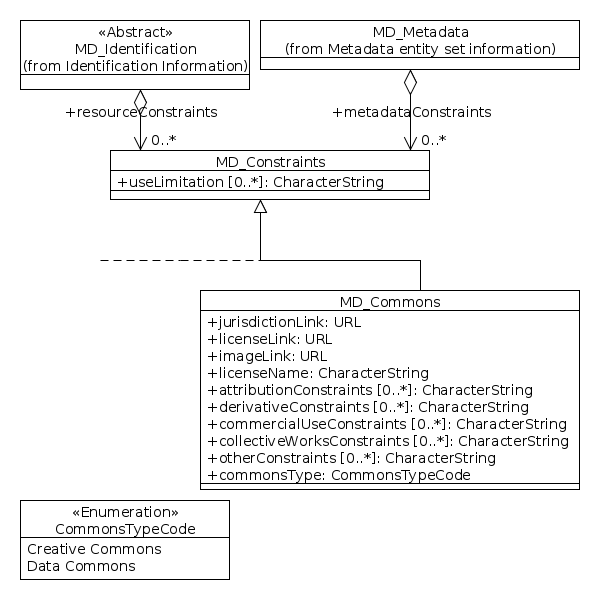 «Abstract»
MD_Identification
(from Identification Information)
MD_Metadata
(from Metadata entity set information)
+resourceConstraints
0..*
+metadataConstraints
0..*
MD_Constraints
+useLimitation [0..*]: CharacterString
MD_Commons
+jurisdictionLink: URL
+licenseLink: URL
+imageLink: URL
+licenseName: CharacterString
+attributionConstraints [0..*]: CharacterString
+derivativeConstraints [0..*]: CharacterString
+commercialUseConstraints [0..*]: CharacterString
+collectiveWorksConstraints [0..*]: CharacterString
+otherConstraints [0..*]: CharacterString
+commonsType: CommonsTypeCode
«Enumeration»
CommonsTypeCode
Creative Commons
Data Commons